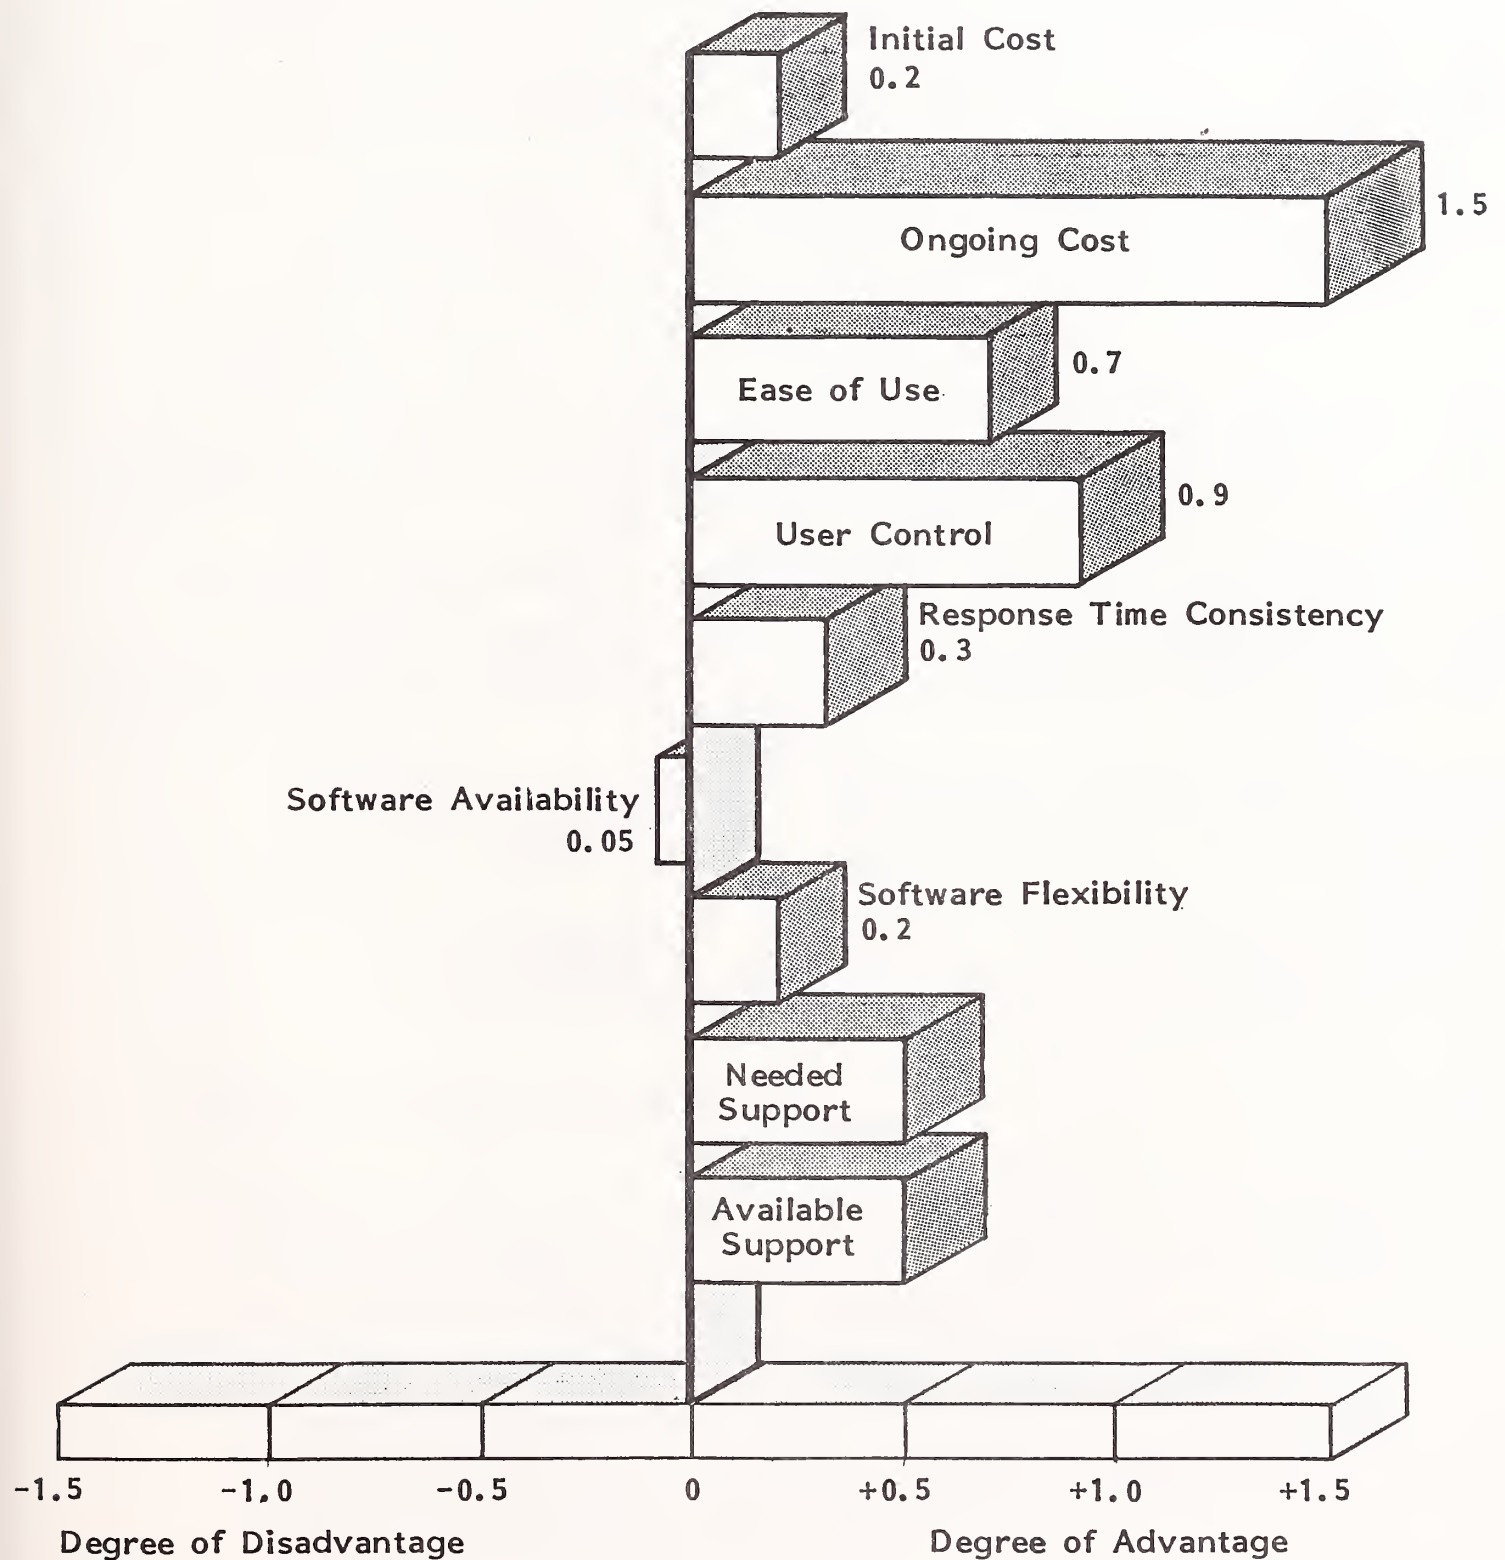 Initial Cost
0.2
1.5
Ongoing Cost
0.7
Ease of Use
0.9
User Control
Response Time Consistency
0.3
Software Availability
0.05
Software Flexibility
0.2
Needed
Support
Available
Support
-1.5 -1.0 -0.5 0 +0.5 +1.0 +1.5
Degree of Disadvantage Degree of Advantage